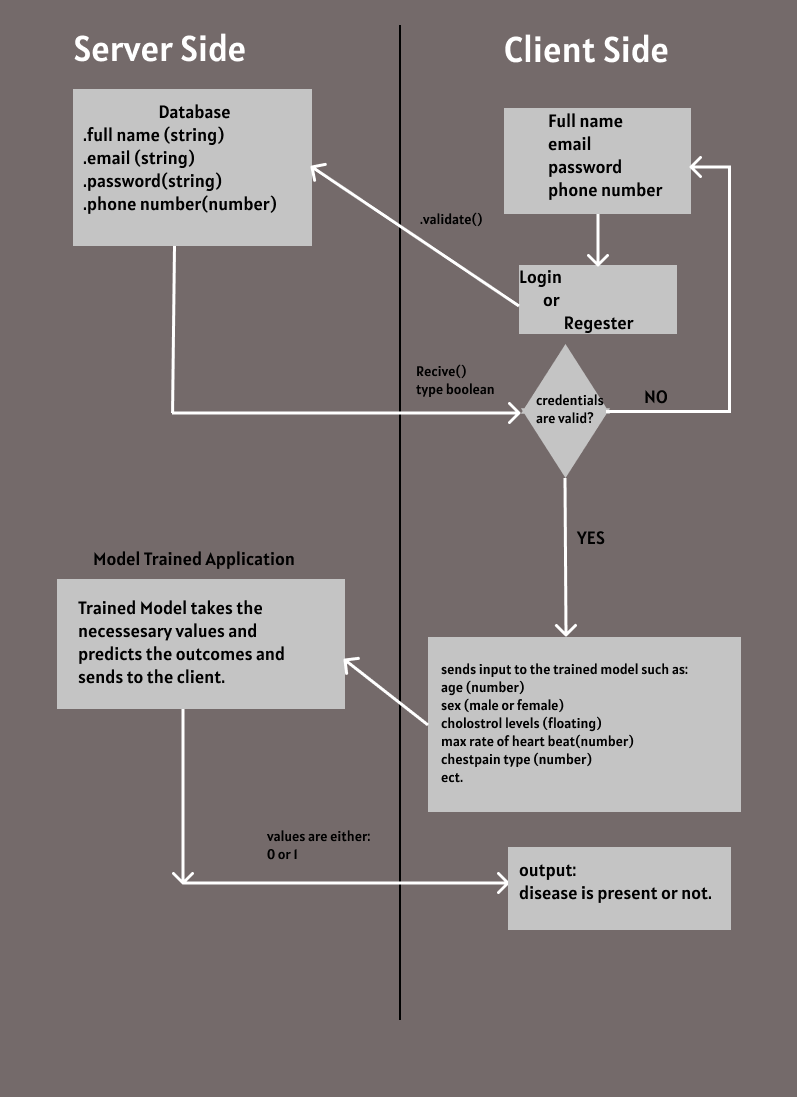 Server Side
Client Side
Database
.full name (string)
.email (string)
.password(string)
.phone number(number)
Full name
email
password
phone number
.validate()
Login
or
Regester
Recive()
type boolean
credentials
are valid?
NO
YES
Model Trained Application
Trained Model takes the
necessesary values and
predicts the outcomes and
sends to the client.
sends input to the trained model such as:
age (number)
sex (male or female)
cholostrol levels (floating)
max rate of heart beat(number)
chestpain type (number)
ect.
values are either:
0 or 1
output:
disease is present or not.